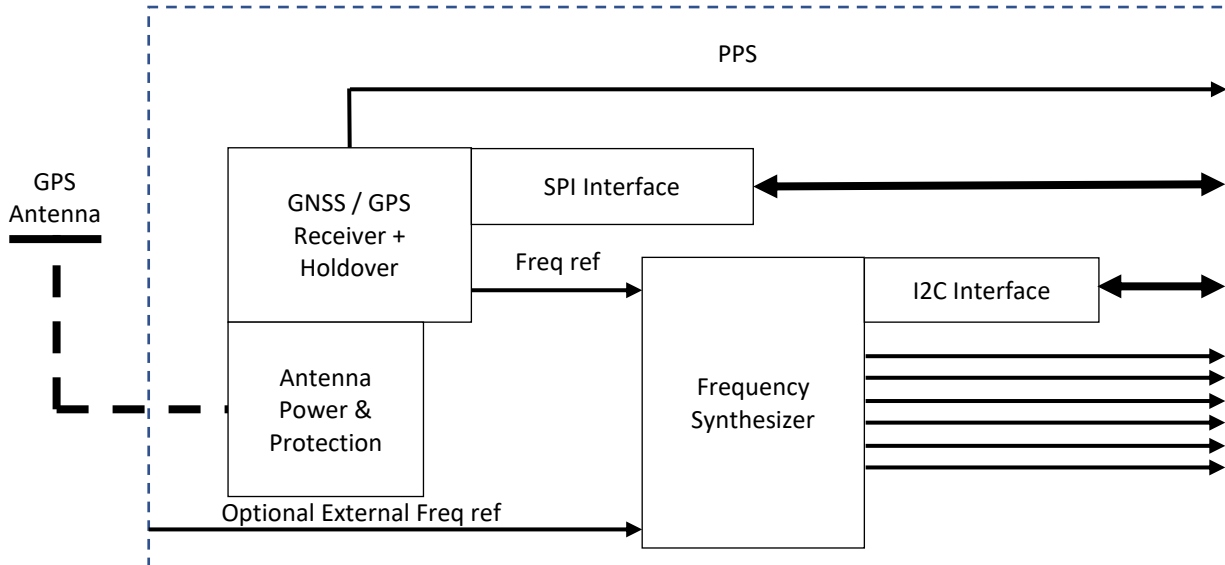 PPS
GPS
Antenna
GNSS / GPS
Receiver +
Holdover
SPI Interface
Freq ref
I2C Interface
Antenna
Power &
Protection
Frequency
Synthesizer
Optional External Freq ref